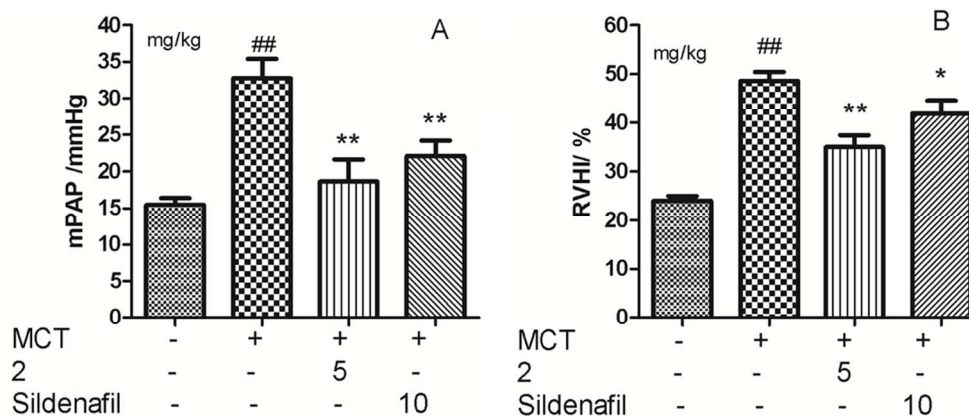 A
mg/kg
##
**
**
mPAP /mmHg
40
35
30
25
20
15
10
5
0
MCT - + + +
2 - - 5 -
Sildenafil - - - 10
B
mg/kg
##
**
*
RVHI/ %
60
50
40
30
20
10
0
MCT - + + +
2 - - 5 -
Sildenafil - - - 10